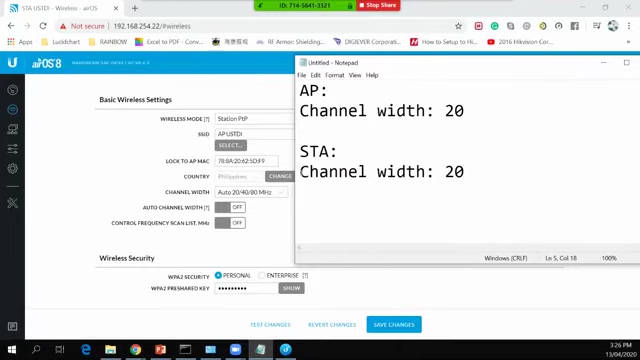 STA USTDI - airOS
ID: 714-5641-3321
Stop Share
Not secure
192.168.254.22/#wireless
Apps
Lucidchart
RAINBOW
Excel to PDF - Conv...
RF Armor Shielding...
DIGIEVER Corporatio...
How to Setup to Hi...
2016 Hikvision Core...
airOS 8
Untitled - Notepad
File Edit Format View Help
AP:
Channel width: 20
STA:
Channel width: 20
Windows (CRLF)
Ln 5, Col 18
100%
Basic Wireless Settings
WIRELESS MODE [?]
Station PtP
SSID
AP USTDI
SELECT...
LOCK TO AP MAC
78:8A:20:62:5D:F9
COUNTRY
Philippines
CHANGE
CHANNEL WIDTH
Auto 20/40/80 MHz
AUTO CHANNEL WIDTH [?]
OFF
CONTROL FREQUENCY SCAN LIST, MHz
OFF
Wireless Security
WPA2 SECURITY
PERSONAL
ENTERPRISE
[?]
WPA2 PRESHARED KEY
•••••••••
SHOW
TEST CHANGES
REVERT CHANGES
SAVE CHANGES
3:26 PM
13/04/2020